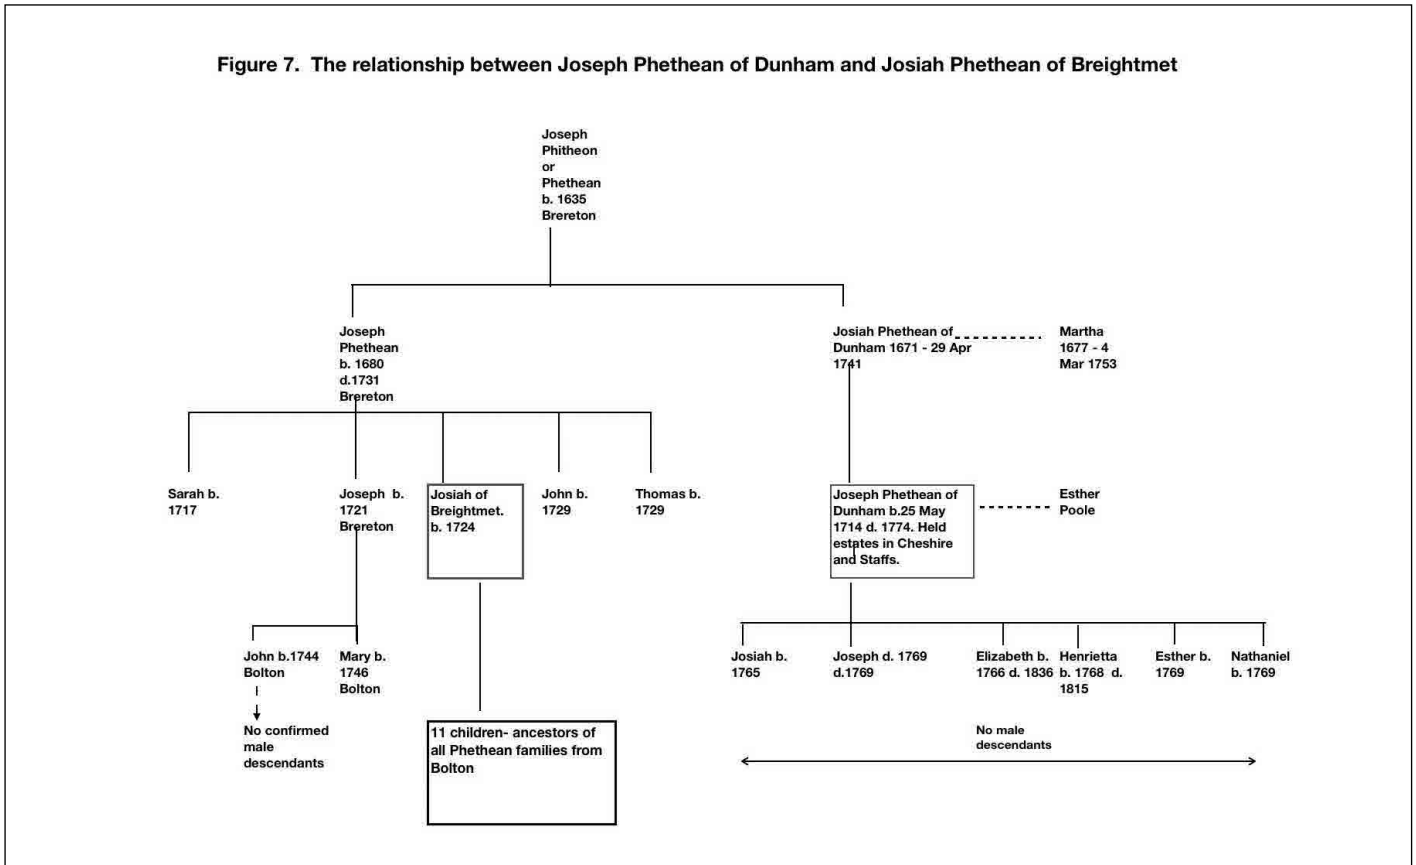 Figure 7.  The relationship between Joseph Phethean of Dunham and Josiah Phethean of Breightmet
Joseph
Phitheon
or
Phethean
b. 1635
Brereton
Joseph
Phethean
b. 1680
d.1731
Brereton
Josiah Phethean of
Dunham 1671 - 29 Apr
1741
Martha
1677 - 4
Mar 1753
Sarah b.
1717
Joseph  b.
1721
Brereton
Josiah of
Breightmet.
b. 1724
John b.
1729
Thomas b.
1729
Joseph Phethean of
Dunham b.25 May
1714 d. 1774. Held
estates in Cheshire
and Staffs.
Esther
Poole
John b.1744
Bolton
Mary b.
1746
Bolton
Josiah b.
1765
Joseph d. 1769
d.1769
Elizabeth b.
1766 d. 1836
Henrietta
b. 1768  d.
1815
Esther b.
1769
Nathaniel
b. 1769
No confirmed
male
descendants
11 children- ancestors of
all Phethean families from
Bolton
No male
descendants